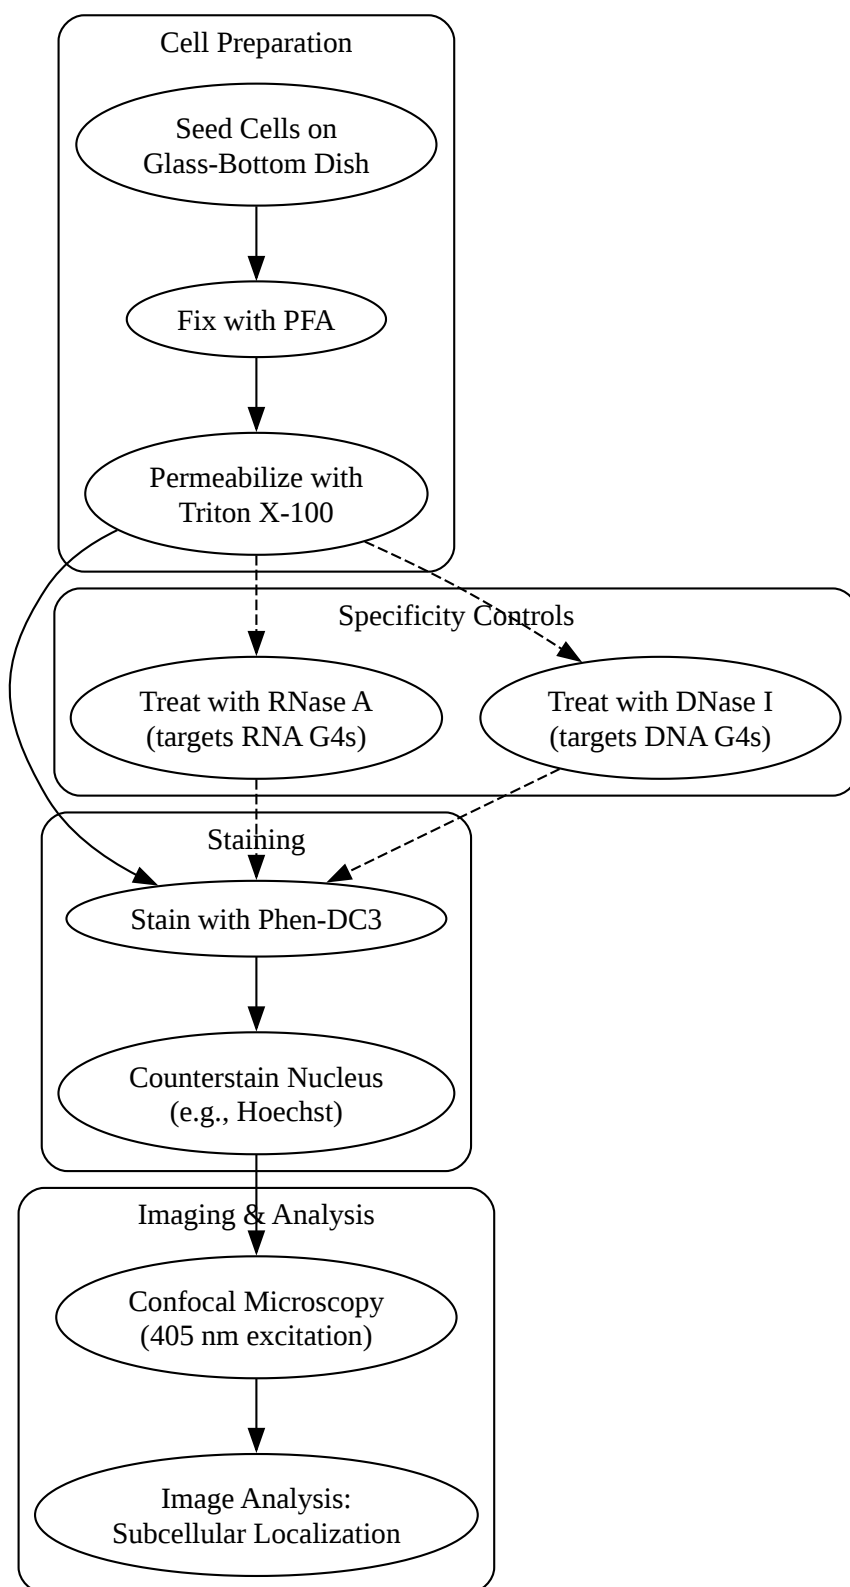 Cell Preparation
Seed Cells on
Glass-Bottom Dish
Fix with PFA
Permeabilize with
Triton X-100
Specificity Controls
Treat with RNase A
(targets RNA G4s)
Treat with DNase I
(targets DNA G4s)
Staining
Stain with Phen-DC3
Counterstain Nucleus
(e.g., Hoechst)
Imaging & Analysis
Confocal Microscopy
(405 nm excitation)
Image Analysis:
Subcellular Localization